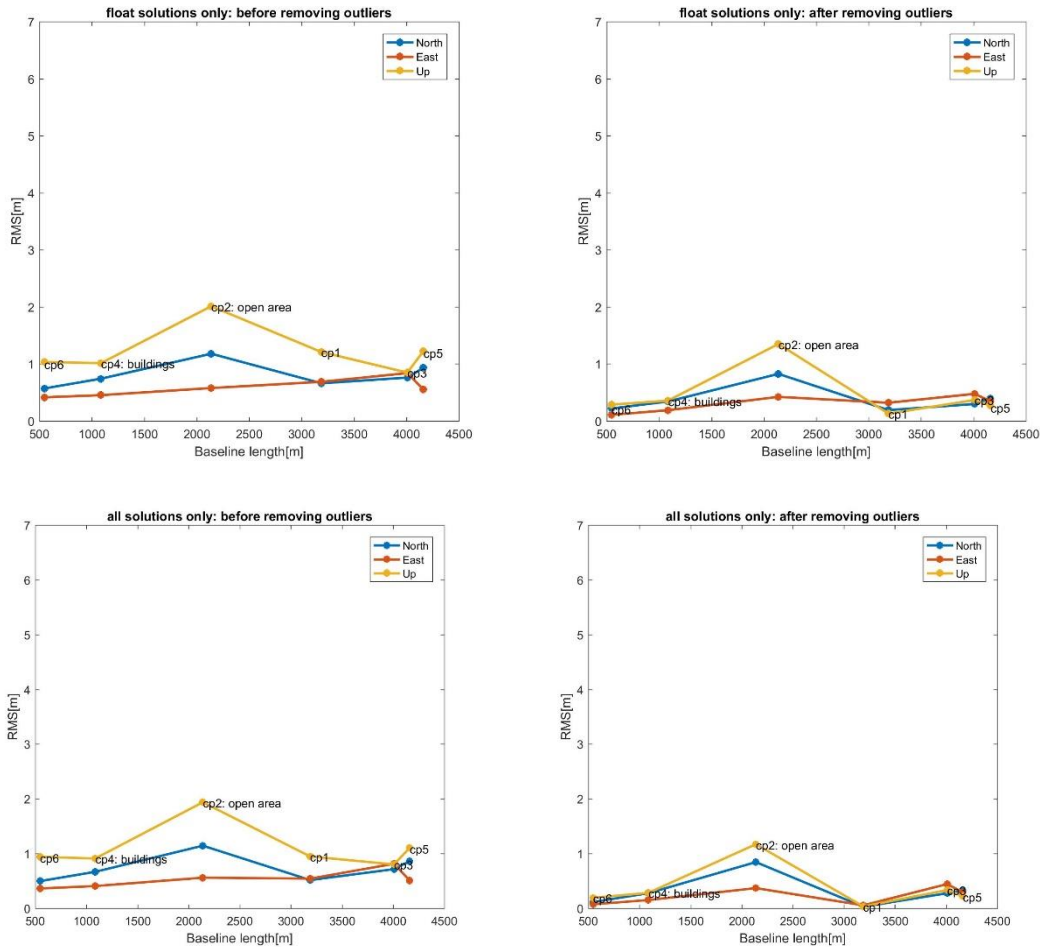 float solutions only: before removing outliers
7
6
5
4
3
2
1
0
RMS[m]
North
East
Up
cp6
cp4: buildings
cp2: open area
cp1
cp3
cp5
500 1000 1500 2000 2500 3000 3500 4000 4500
Baseline length[m]
float solutions only: after removing outliers
7
6
5
4
3
2
1
0
RMS[m]
North
East
Up
cp6
cp4: buildings
cp2: open area
cp1
cp3
cp5
500 1000 1500 2000 2500 3000 3500 4000 4500
Baseline length[m]
all solutions only: before removing outliers
7
6
5
4
3
2
1
0
RMS[m]
North
East
Up
cp6
cp4: buildings
cp2: open area
cp1
cp3
cp5
500 1000 1500 2000 2500 3000 3500 4000 4500
Baseline length[m]
all solutions only: after removing outliers
7
6
5
4
3
2
1
0
RMS[m]
North
East
Up
cp6
cp4: buildings
cp2: open area
cp1
cp3
cp5
500 1000 1500 2000 2500 3000 3500 4000 4500
Baseline length[m]